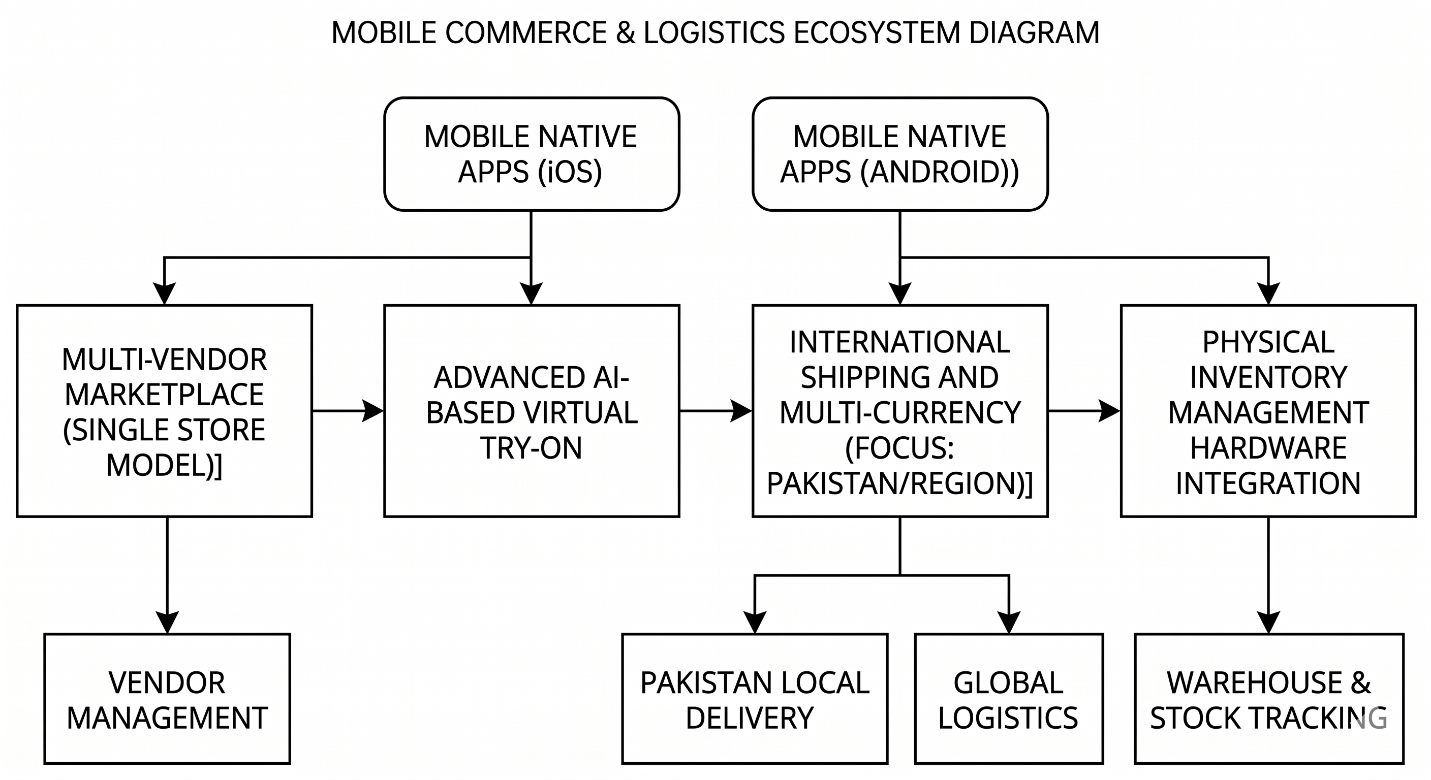 MOBILE COMMERCE & LOGISTICS ECOSYSTEM DIAGRAM
MOBILE NATIVE
APPS (iOS)
MOBILE NATIVE
APPS (ANDROID))
MULTI-VENDOR
MARKETPLACE
(SINGLE STORE
MODEL)]
ADVANCED AI-
BASED VIRTUAL
TRY-ON
INTERNATIONAL
SHIPPING AND
MULTI-CURRENCY
(FOCUS:
PAKISTAN/REGION)]
PHYSICAL
INVENTORY
MANAGEMENT
HARDWARE
INTEGRATION
VENDOR
MANAGEMENT
PAKISTAN LOCAL
DELIVERY
GLOBAL
LOGISTICS
WAREHOUSE &
STOCK TRACKING